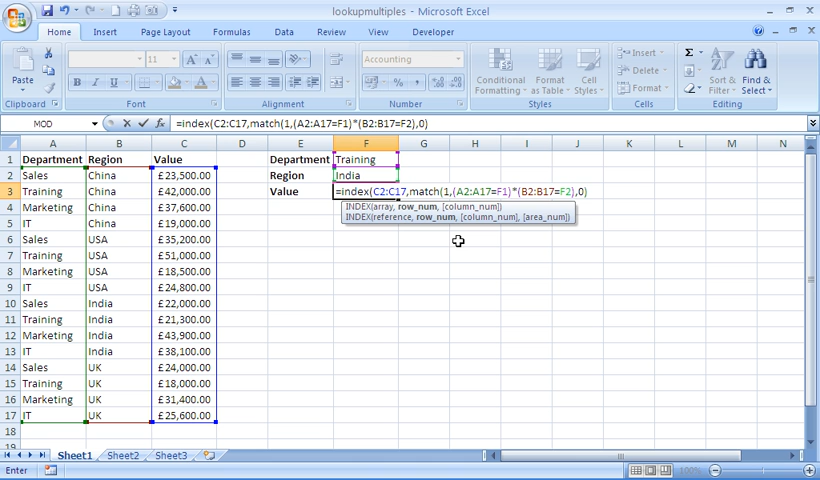 lookupmultiples - Microsoft Excel
Home Insert Page Layout Formulas Data Review View Developer
Paste
Clipboard
11 A A
B I U A
Font
Alignment
Accounting
% ,
Number
Conditional Formatting
Format as Table
Cell Styles
Styles
Insert
Delete
Format
Cells
Σ
Sort & Filter
Find & Select
Editing
MOD fx =index(C2:C17,match(1,(A2:A17=F1)*(B2:B17=F2),0)
A B C D E F G H I J K L M N
1 Department Region Value Department Training
2 Sales China £23,500.00 Region India
3 Training China £42,000.00 Value =index(C2:C17,match(1,(A2:A17=F1)*(B2:B17=F2),0)
4 Marketing China £37,600.00 INDEX(array, row_num, [column_num])
5 IT China £19,000.00 INDEX(reference, row_num, [column_num], [area_num])
6 Sales USA £35,200.00
7 Training USA £51,000.00
8 Marketing USA £18,500.00
9 IT USA £24,800.00
10 Sales India £22,000.00
11 Training India £21,300.00
12 Marketing India £43,900.00
13 IT India £38,100.00
14 Sales UK £24,000.00
15 Training UK £18,000.00
16 Marketing UK £31,400.00
17 IT UK £25,600.00
18
19
Sheet1 Sheet2 Sheet3
Enter 100%